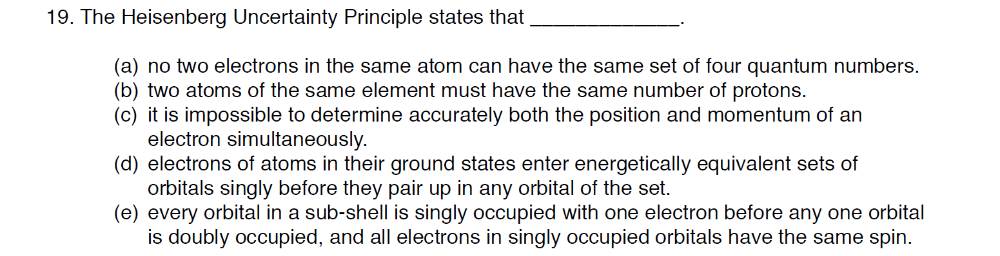 19. The Heisenberg Uncertainty Principle states that _____________.
(a) no two electrons in the same atom can have the same set of four quantum numbers.
(b) two atoms of the same element must have the same number of protons.
(c) it is impossible to determine accurately both the position and momentum of an
electron simultaneously.
(d) electrons of atoms in their ground states enter energetically equivalent sets of
orbitals singly before they pair up in any orbital of the set.
(e) every orbital in a sub-shell is singly occupied with one electron before any one orbital
is doubly occupied, and all electrons in singly occupied orbitals have the same spin.